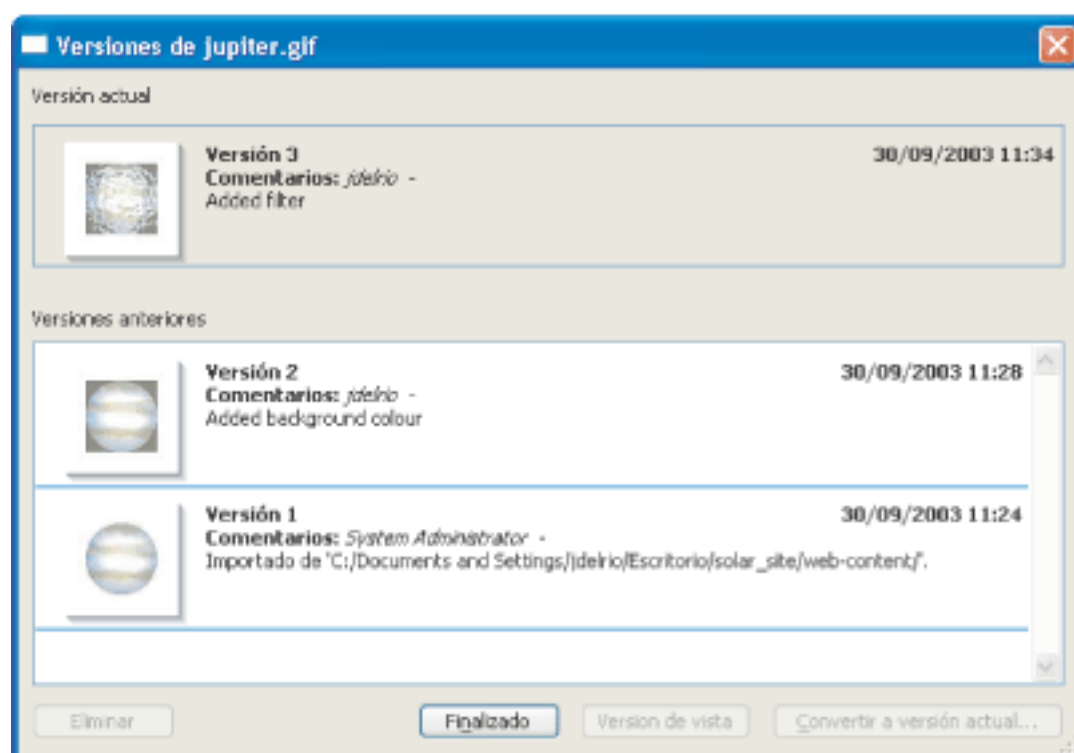 Versiones de jupiter.gif
Versión actual
Versión 3 30/09/2003 11:34
Comentarios: jdelrio -
Added filter
Versiones anteriores
Versión 2 30/09/2003 11:28
Comentarios: jdelrio -
Added background colour
Versión 1 30/09/2003 11:24
Comentarios: System Administrator -
Importado de "C:/Documents and Settings/jdelrio/Escritorio/solar_site/web-content/".
Eliminar Finalizado Version de vista Convertir a versión actual...